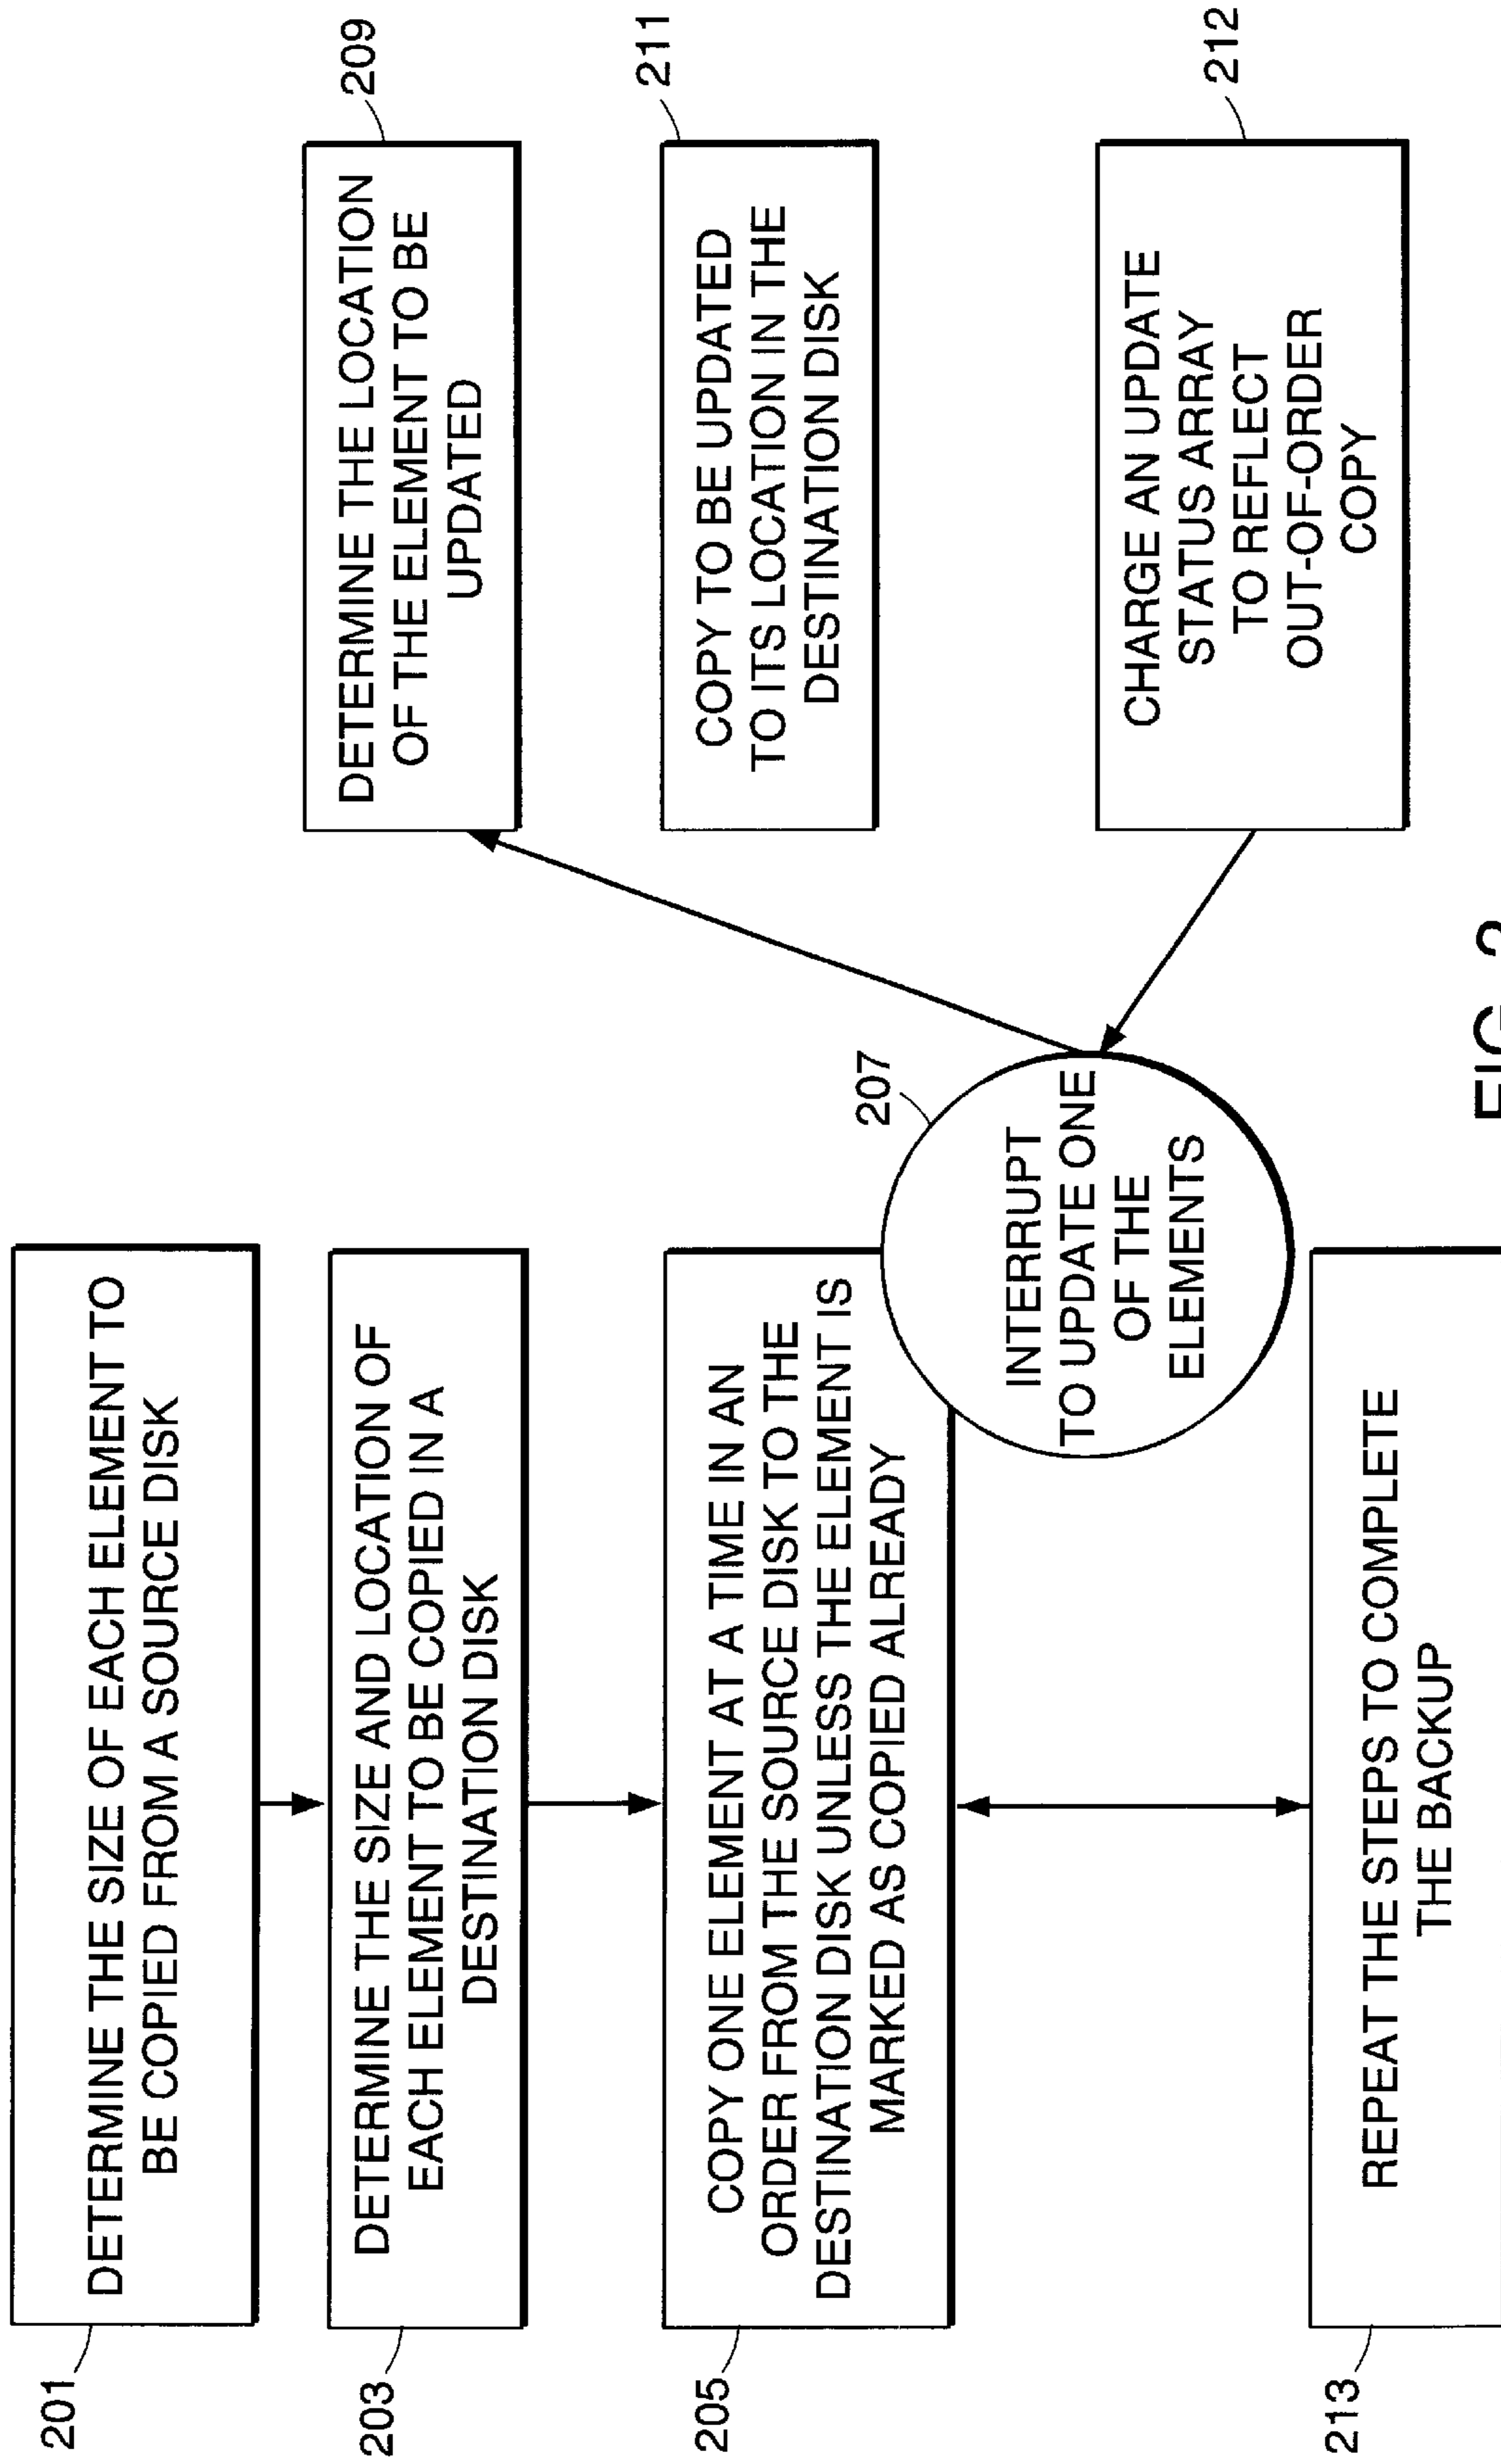 201
DETERMINE THE SIZE OF EACH ELEMENT TO
BE COPIED FROM A SOURCE DISK
203
DETERMINE THE SIZE AND LOCATION OF
EACH ELEMENT TO BE COPIED IN A
DESTINATION DISK
205
COPY ONE ELEMENT AT A TIME IN AN
ORDER FROM THE SOURCE DISK TO THE
DESTINATION DISK UNLESS THE ELEMENT IS
MARKED AS COPIED ALREADY
207
INTERRUPT
TO UPDATE ONE
OF THE
ELEMENTS
209
DETERMINE THE LOCATION
OF THE ELEMENT TO BE
UPDATED
211
COPY TO BE UPDATED
TO ITS LOCATION IN THE
DESTINATION DISK
212
CHARGE AN UPDATE
STATUS ARRAY
TO REFLECT
OUT-OF-ORDER
COPY
213
REPEAT THE STEPS TO COMPLETE
THE BACKUP